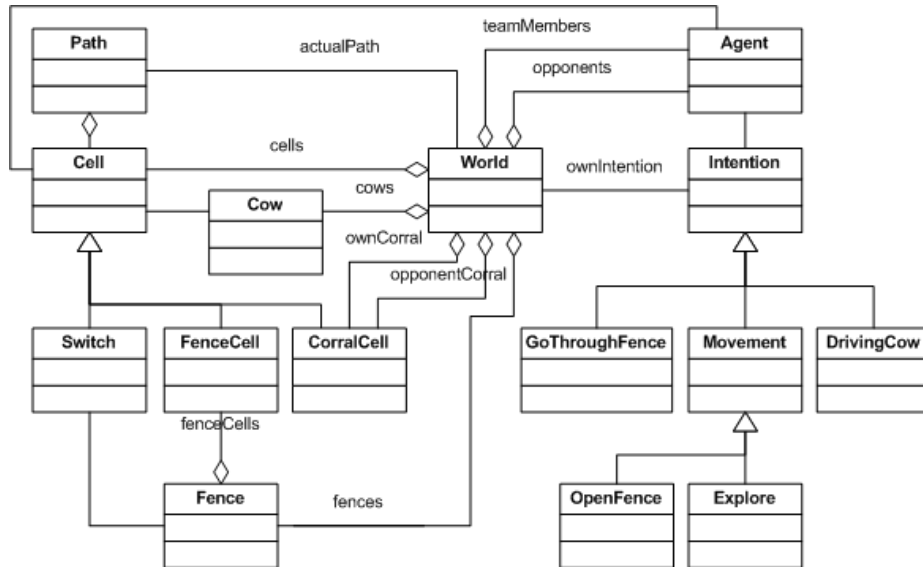 teamMembers
Path
actualPath
Agent
opponents
Cell
cells
World
ownIntention
Intention
cows
Cow
ownCorral
opponentCorral
Switch
FenceCell
CorralCell
GoThroughFence
Movement
DrivingCow
fenceCells
Fence
fences
OpenFence
Explore